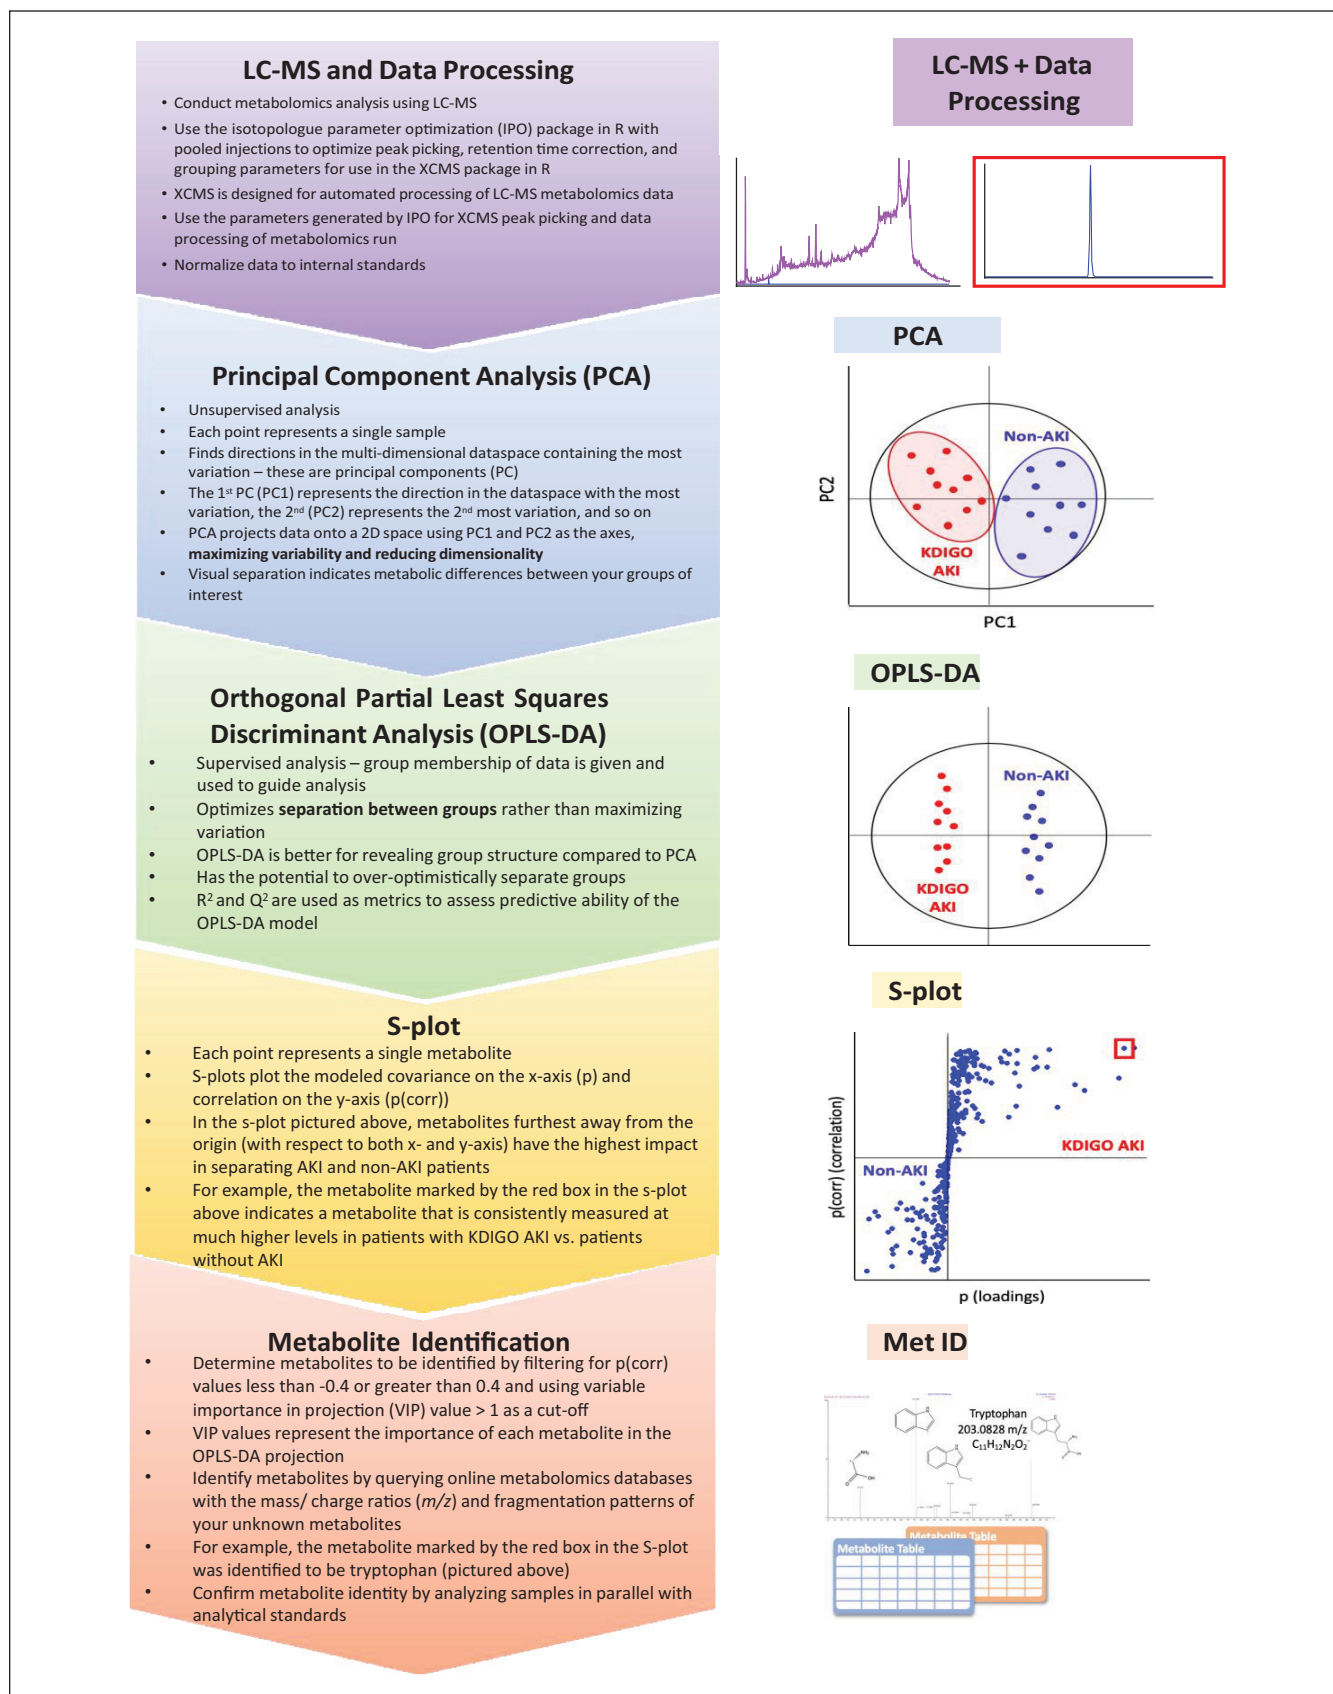 LC-MS and Data Processing
• Conduct metabolomics analysis using LC-MS
• Use the isotopologue parameter optimization (IPO) package in R with
pooled injections to optimize peak picking, retention time correction, and
grouping parameters for use in the XCMS package in R
• XCMS is designed for automated processing of LC-MS metabolomics data
• Use the parameters generated by IPO for XCMS peak picking and data
processing of metabolomics run
• Normalize data to internal standards
LC-MS + Data
Processing
Principal Component Analysis (PCA)
• Unsupervised analysis
• Each point represents a single sample
• Finds directions in the multi-dimensional dataspace containing the most
variation – these are principal components (PC)
• The 1st PC (PC1) represents the direction in the dataspace with the most
variation, the 2nd (PC2) represents the 2nd most variation, and so on
• PCA projects data onto a 2D space using PC1 and PC2 as the axes,
maximizing variability and reducing dimensionality
• Visual separation indicates metabolic differences between your groups of
interest
PCA
Non-AKI
PC2
KDIGO
AKI
PC1
Orthogonal Partial Least Squares
Discriminant Analysis (OPLS-DA)
• Supervised analysis – group membership of data is given and
used to guide analysis
• Optimizes separation between groups rather than maximizing
variation
• OPLS-DA is better for revealing group structure compared to PCA
• Has the potential to over-optimistically separate groups
• R² and Q² are used as metrics to assess predictive ability of the
OPLS-DA model
OPLS-DA
Non-AKI
KDIGO
AKI
S-plot
• Each point represents a single metabolite
• S-plots plot the modeled covariance on the x-axis (p) and
correlation on the y-axis (p(corr))
• In the s-plot pictured above, metabolites furthest away from the
origin (with respect to both x- and y-axis) have the highest impact
in separating AKI and non-AKI patients
• For example, the metabolite marked by the red box in the s-plot
above indicates a metabolite that is consistently measured at
much higher levels in patients with KDIGO AKI vs. patients
without AKI
S-plot
p(corr) (correlation)
KDIGO AKI
Non-AKI
p (loadings)
Metabolite Identification
• Determine metabolites to be identified by filtering for p(corr)
values less than -0.4 or greater than 0.4 and using variable
importance in projection (VIP) value > 1 as a cut-off
• VIP values represent the importance of each metabolite in the
OPLS-DA projection
• Identify metabolites by querying online metabolomics databases
with the mass/ charge ratios (m/z) and fragmentation patterns of
your unknown metabolites
• For example, the metabolite marked by the red box in the S-plot
was identified to be tryptophan (pictured above)
• Confirm metabolite identity by analyzing samples in parallel with
analytical standards
Met ID
Tryptophan
203.0828 m/z
C₁₁H₁₂N₂O₂
Metabolite Table
Metabolite Table